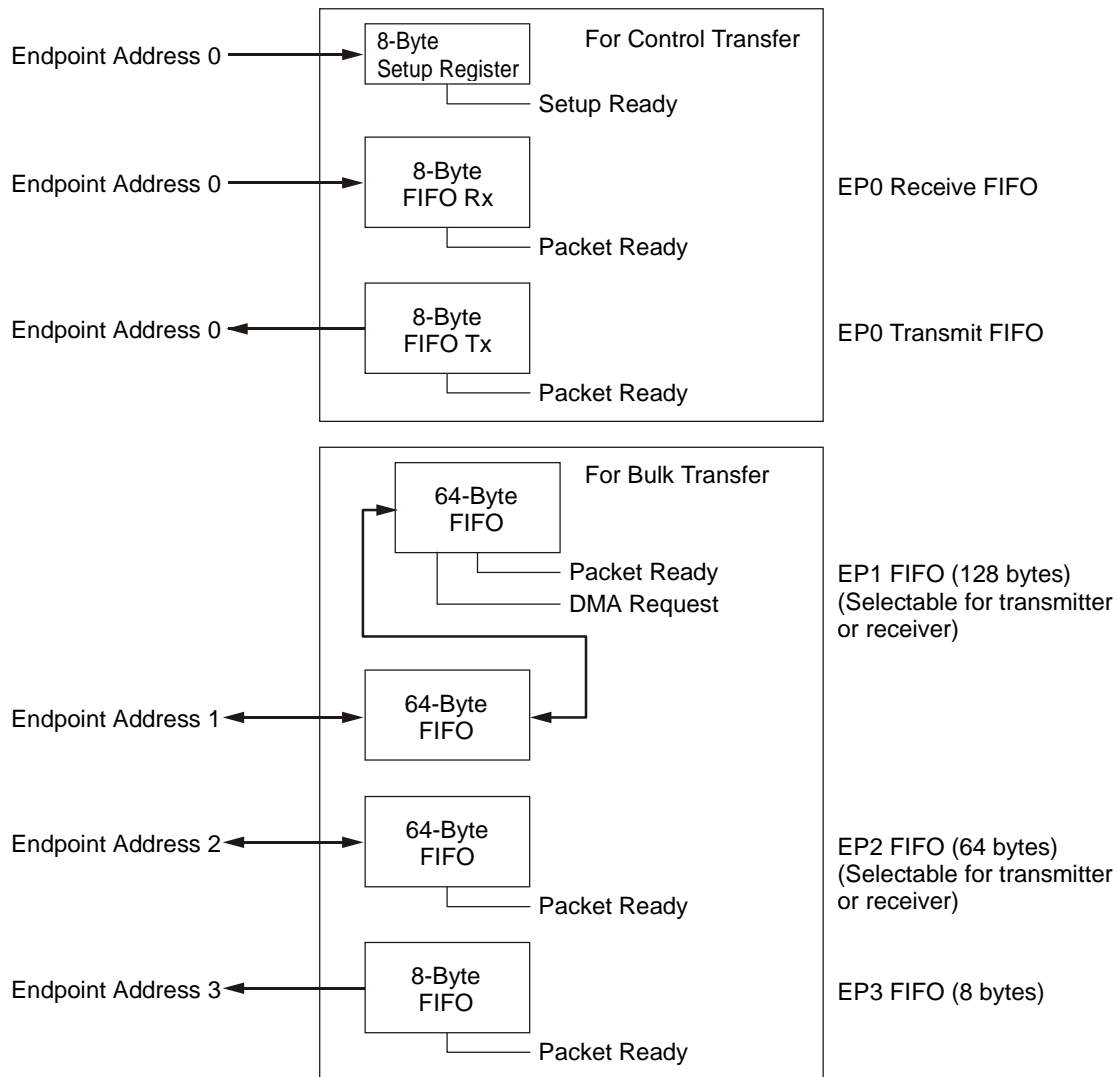 For Control Transfer
Endpoint Address 0
8-Byte
Setup Register
Setup Ready
Endpoint Address 0
8-Byte
FIFO Rx
EP0 Receive FIFO
Packet Ready
Endpoint Address 0
8-Byte
FIFO Tx
EP0 Transmit FIFO
Packet Ready
For Bulk Transfer
64-Byte
FIFO
Packet Ready
DMA Request
EP1 FIFO (128 bytes)
(Selectable for transmitter
or receiver)
Endpoint Address 1
64-Byte
FIFO
Endpoint Address 2
64-Byte
FIFO
Packet Ready
EP2 FIFO (64 bytes)
(Selectable for transmitter
or receiver)
Endpoint Address 3
8-Byte
FIFO
EP3 FIFO (8 bytes)
Packet Ready